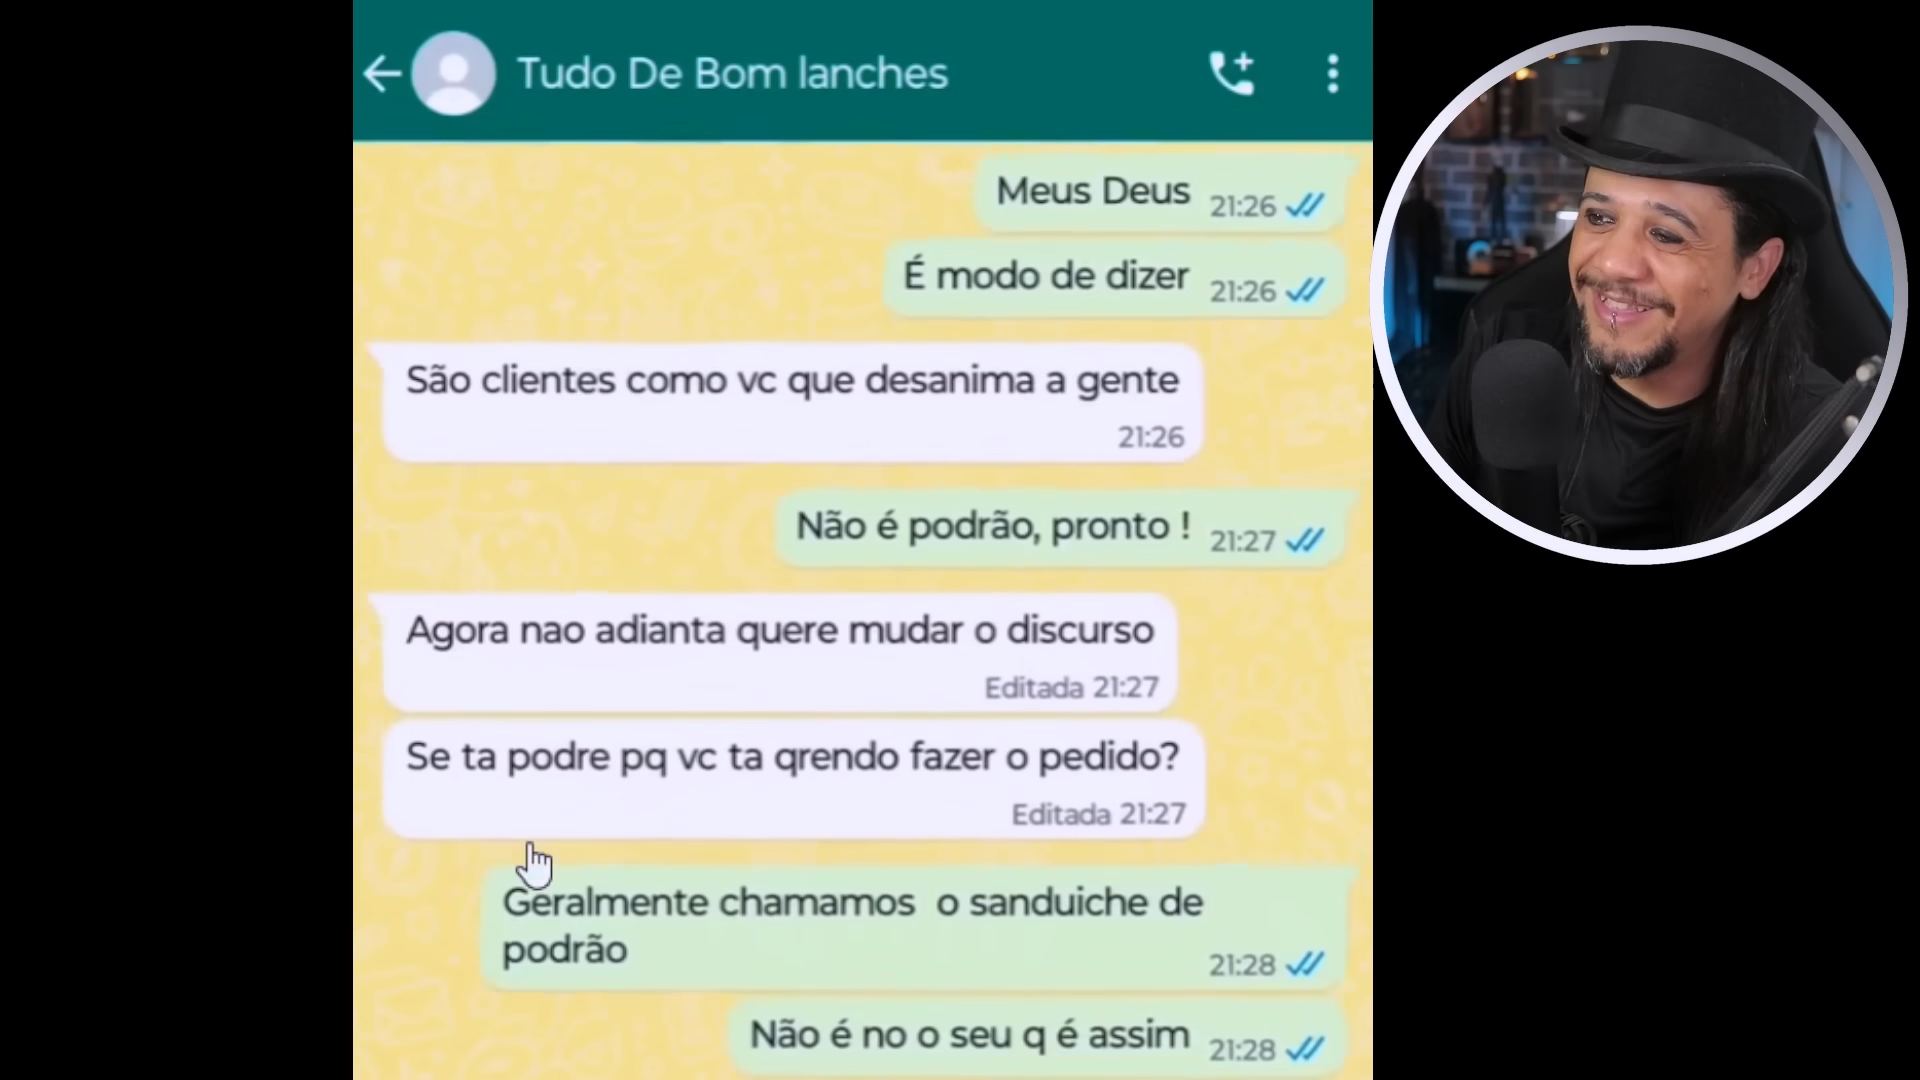 Tudo De Bom lanches
Meus Deus 21:26
É modo de dizer 21:26
São clientes como vc que desanima a gente
21:26
Não é podrão, pronto ! 21:27
Agora nao adianta quere mudar o discurso
Editada 21:27
Se ta podre pq vc ta qrendo fazer o pedido?
Editada 21:27
Geralmente chamamos o sanduiche de
podrão 21:28
Não é no o seu q é assim 21:28